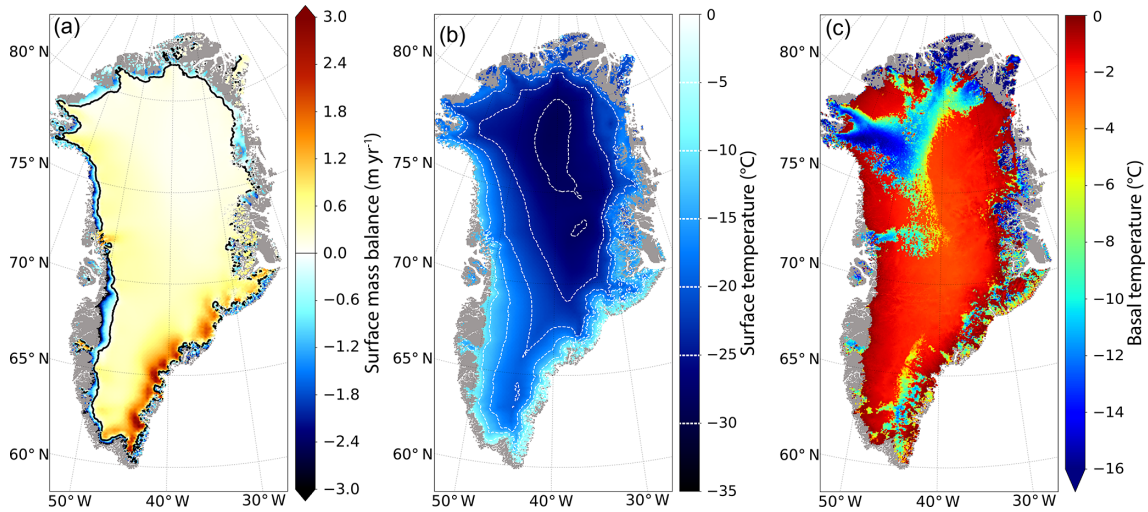 (a)
80° N
75° N
70° N
65° N
60° N
50° W
40° W
30° W
3.0
2.4
1.8
1.2
0.6
0.0
−0.6
−1.2
−1.8
−2.4
−3.0
Surface mass balance (m yr⁻¹)
(b)
80° N
75° N
70° N
65° N
60° N
50° W
40° W
30° W
0
−5
−10
−15
−20
−25
−30
−35
Surface temperature (°C)
(c)
80° N
75° N
70° N
65° N
60° N
50° W
40° W
30° W
0
−2
−4
−6
−8
−10
−12
−14
−16
Basal temperature (°C)